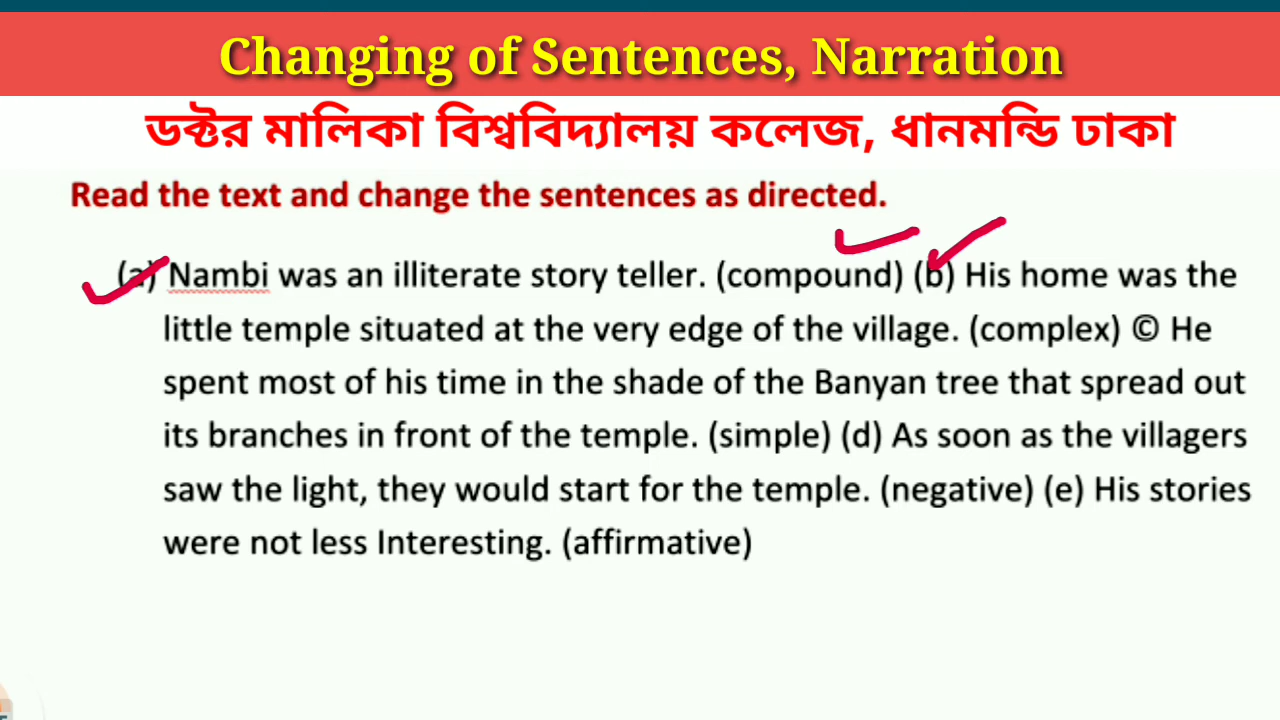 Changing of Sentences, Narration
ডক্টর মালিকা বিশ্ববিদ্যালয় কলেজ, ধানমন্ডি ঢাকা
Read the text and change the sentences as directed.
(a) Nambi was an illiterate story teller. (compound) (b) His home was the
little temple situated at the very edge of the village. (complex) © He
spent most of his time in the shade of the Banyan tree that spread out
its branches in front of the temple. (simple) (d) As soon as the villagers
saw the light, they would start for the temple. (negative) (e) His stories
were not less Interesting. (affirmative)